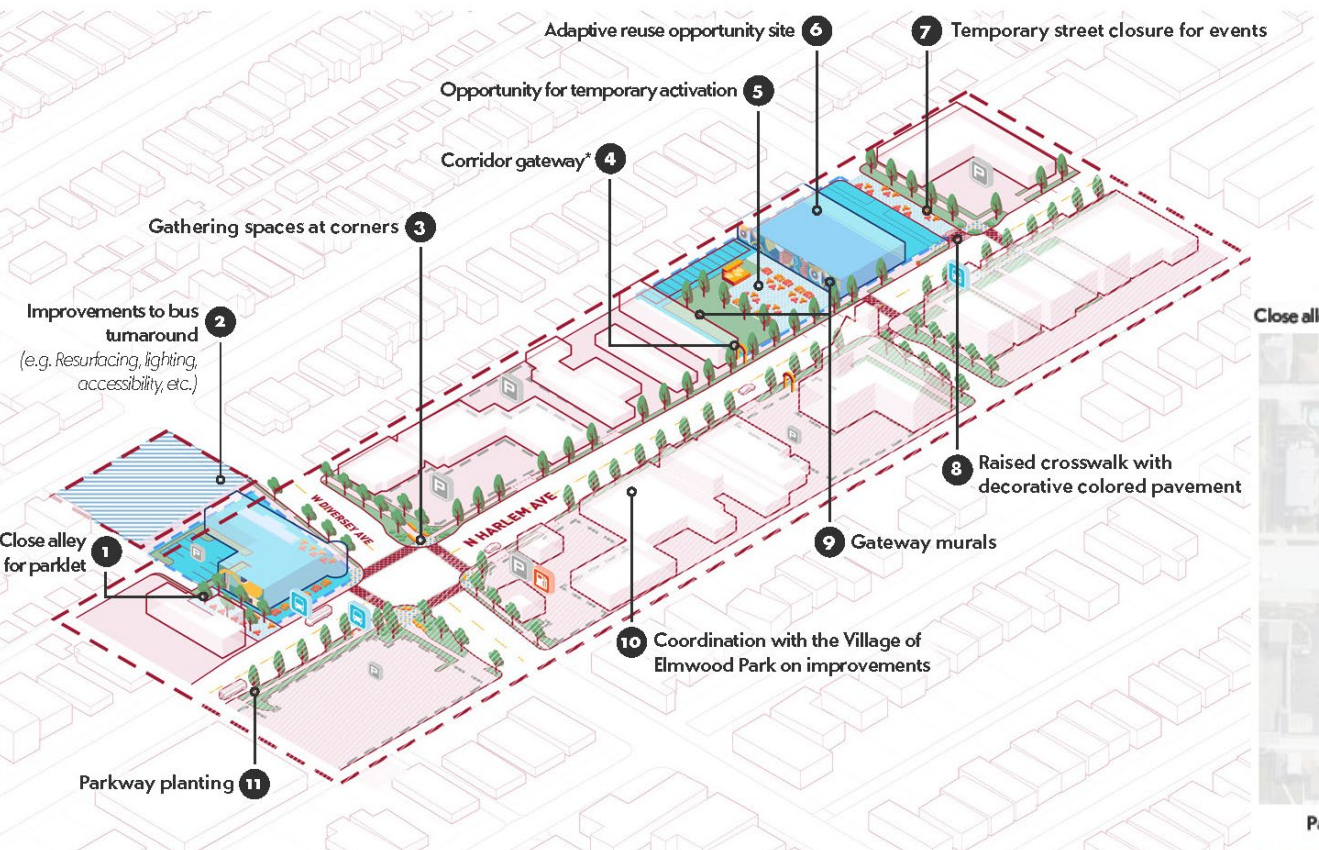 Adaptive reuse opportunity site 6
7 Temporary street closure for events
Opportunity for temporary activation 5
Corridor gateway* 4
Gathering spaces at corners 3
Improvements to bus
turnaround
2
(e.g. Resurfacing, lighting,
accessibility, etc.)
Close alley
for parklet
1
W DIVERSEY AVE
N HARLEM AVE
P
P
P
P
P
P
P
8 Raised crosswalk with
decorative colored pavement
9 Gateway murals
10 Coordination with the Village of
Elmwood Park on improvements
Parkway planting 11
Close all